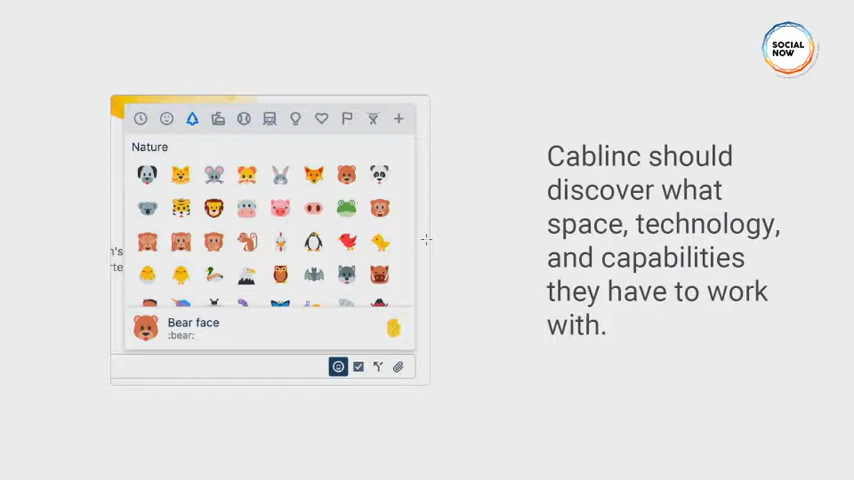 SOCIAL
NOW
Nature
n's
rte
Bear face
:bear:
Cablinc should
discover what
space, technology,
and capabilities
they have to work
with.